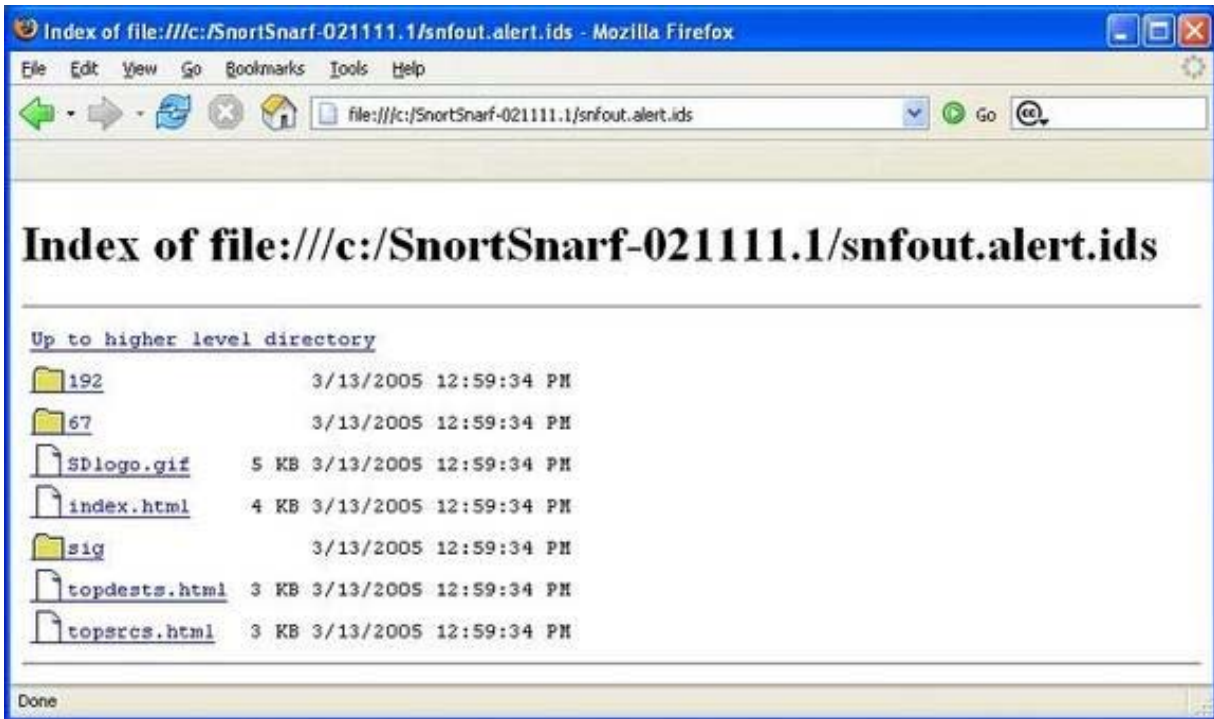 Index of file:///c:/SnortSnarf-021111.1/snfout.alert.ids - Mozilla Firefox
File Edit View Go Bookmarks Tools Help
file:///c:/SnortSnarf-021111.1/snfout.alert.ids Go cc
Index of file:///c:/SnortSnarf-021111.1/snfout.alert.ids
Up to higher level directory
192 3/13/2005 12:59:34 PM
67 3/13/2005 12:59:34 PM
SDlogo.gif 5 KB 3/13/2005 12:59:34 PM
index.html 4 KB 3/13/2005 12:59:34 PM
sig 3/13/2005 12:59:34 PM
topdests.html 3 KB 3/13/2005 12:59:34 PM
topsrcs.html 3 KB 3/13/2005 12:59:34 PM
Done